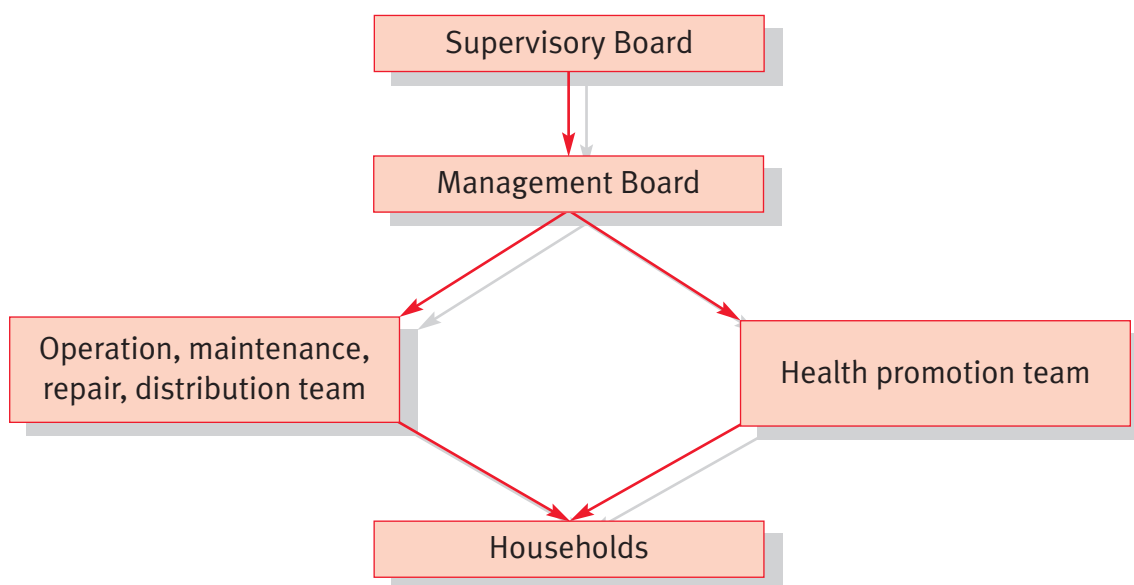 Supervisory Board
Management Board
Operation, maintenance,
repair, distribution team
Health promotion team
Households